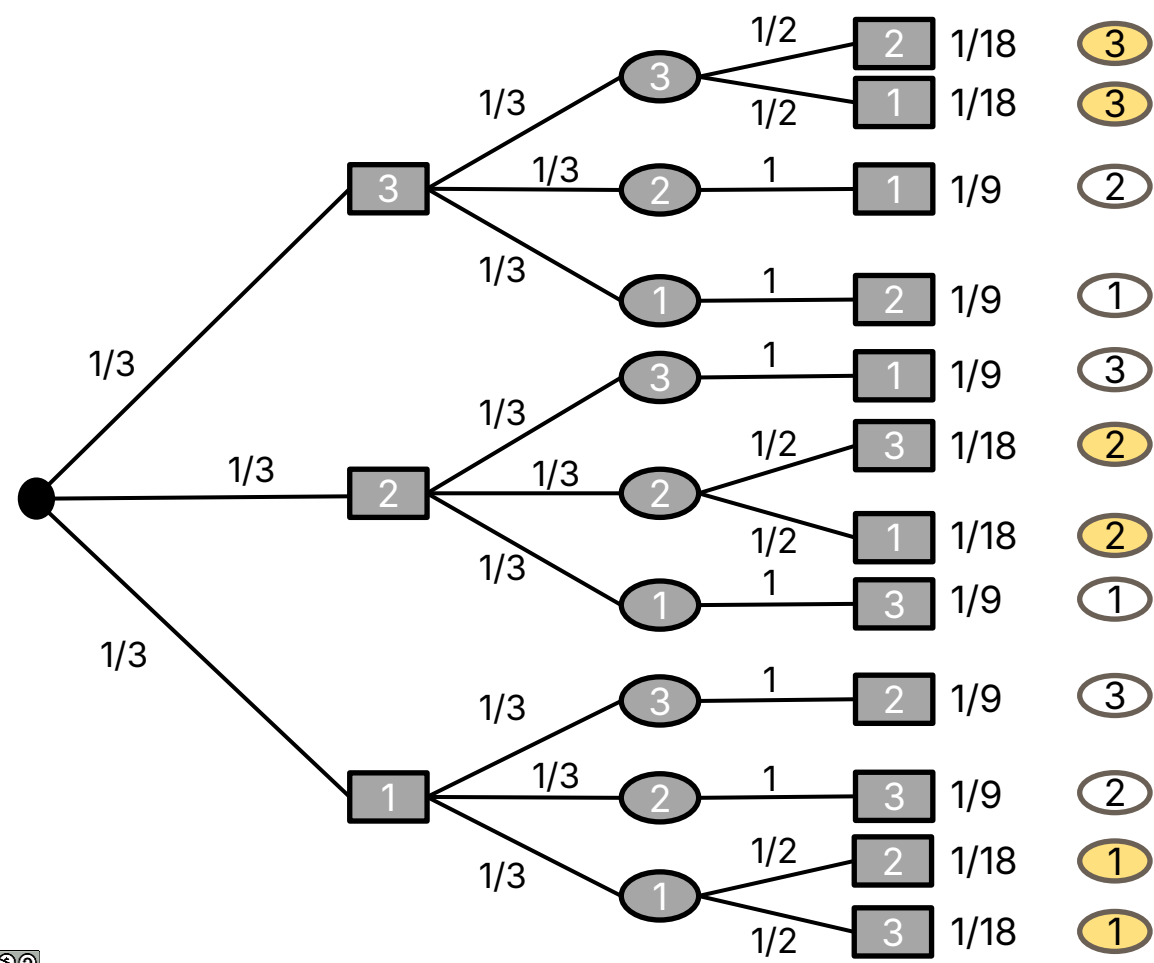 1/2 2 1/18 3
3
1/3 1/2 1 1/18 3
3 1/3 2 1 1 1/9 2
1/3 1 1 2 1/9 1
1/3
1 3 1 1/9 3
1/3 1/2 3 1/18 2
1/3 2 1/3 2
1/2 1 1/18 2
1/3 1 1 3 1/9 1
1/3
1/3 3 1 2 1/9 3
1 1/3 2 1 3 1/9 2
1/2 2 1/18 1
1/3 1
1/2 3 1/18 1